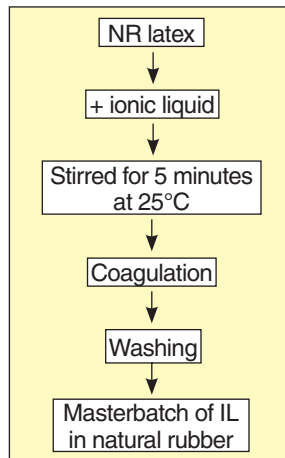 NR latex
+ ionic liquid
Stirred for 5 minutes
at 25°C
Coagulation
Washing
Masterbatch of IL
in natural rubber